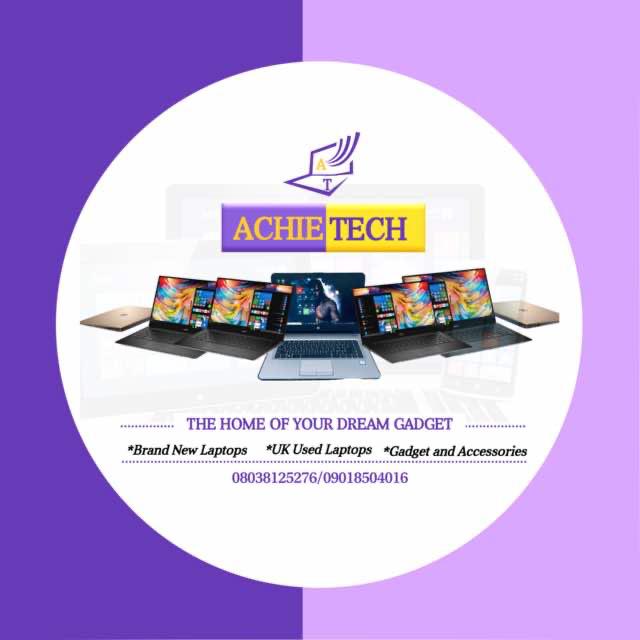 A
T
ACHIE TECH
THE HOME OF YOUR DREAM GADGET
*Brand New Laptops *UK Used Laptops *Gadget and Accessories
08038125276/09018504016